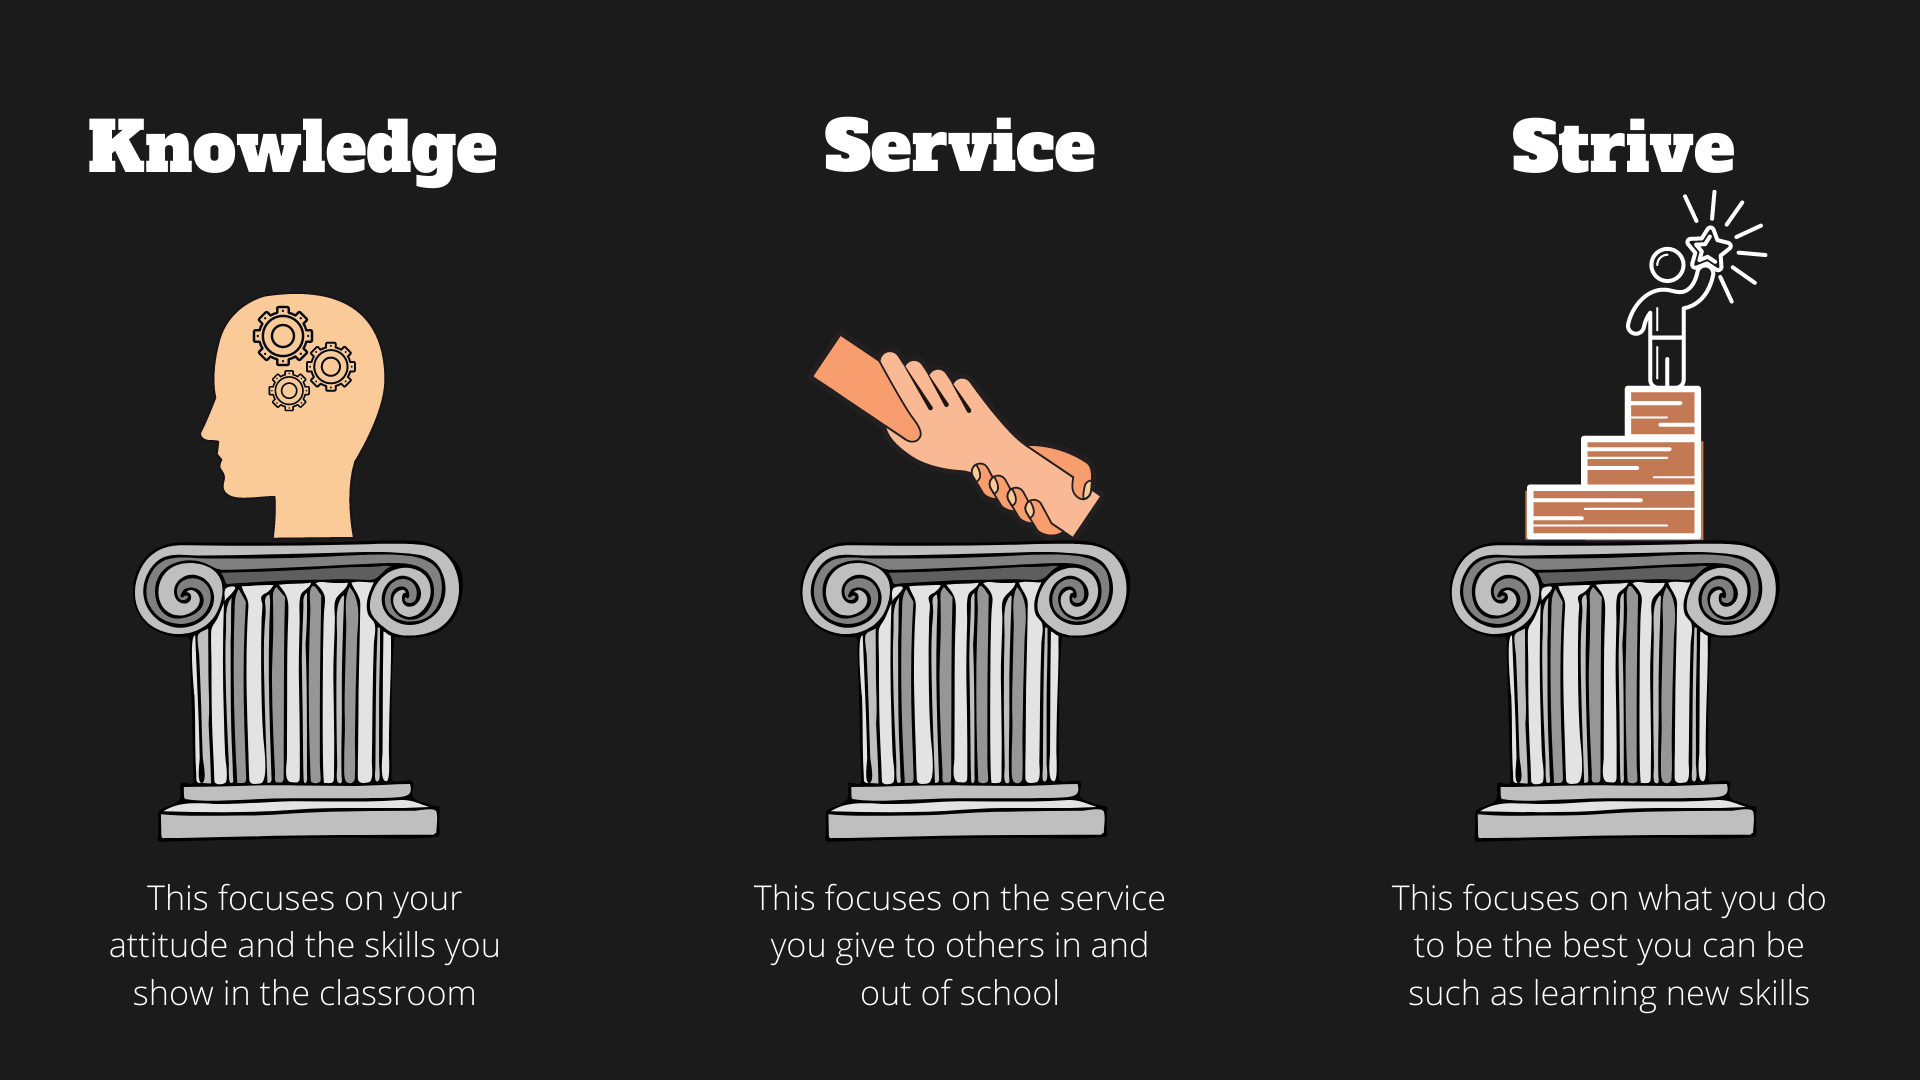 Knowledge
This focuses on your
attitude and the skills you
show in the classroom
Service
This focuses on the service
you give to others in and
out of school
Strive
This focuses on what you do
to be the best you can be
such as learning new skills